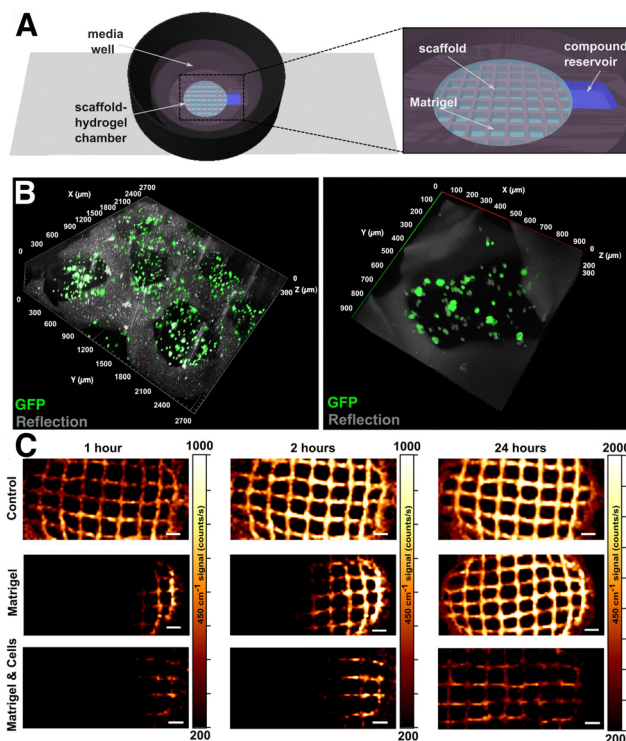 A
media
well
scaffold-
hydrogel
chamber
scaffold
Matrigel
compound
reservoir
B
X (µm)
0
300
600
900
1200
1500
1800
2100
2400
2700
0
300
Z (µm)
0
300
600
900
1200
1500
1800
2100
2400
2700
Y (µm)
GFP
Reflection
X (µm)
0
100
200
300
400
500
600
700
800
900
Z (µm)
0
100
200
300
Y (µm)
0
100
200
300
400
500
600
700
800
900
GFP
Reflection
C
1 hour
2 hours
24 hours
Control
Matrigel
Matrigel & Cells
1000
450 cm-1 signal (counts/s)
200
1000
450 cm-1 signal (counts/s)
200
2000
450 cm-1 signal (counts/s)
200